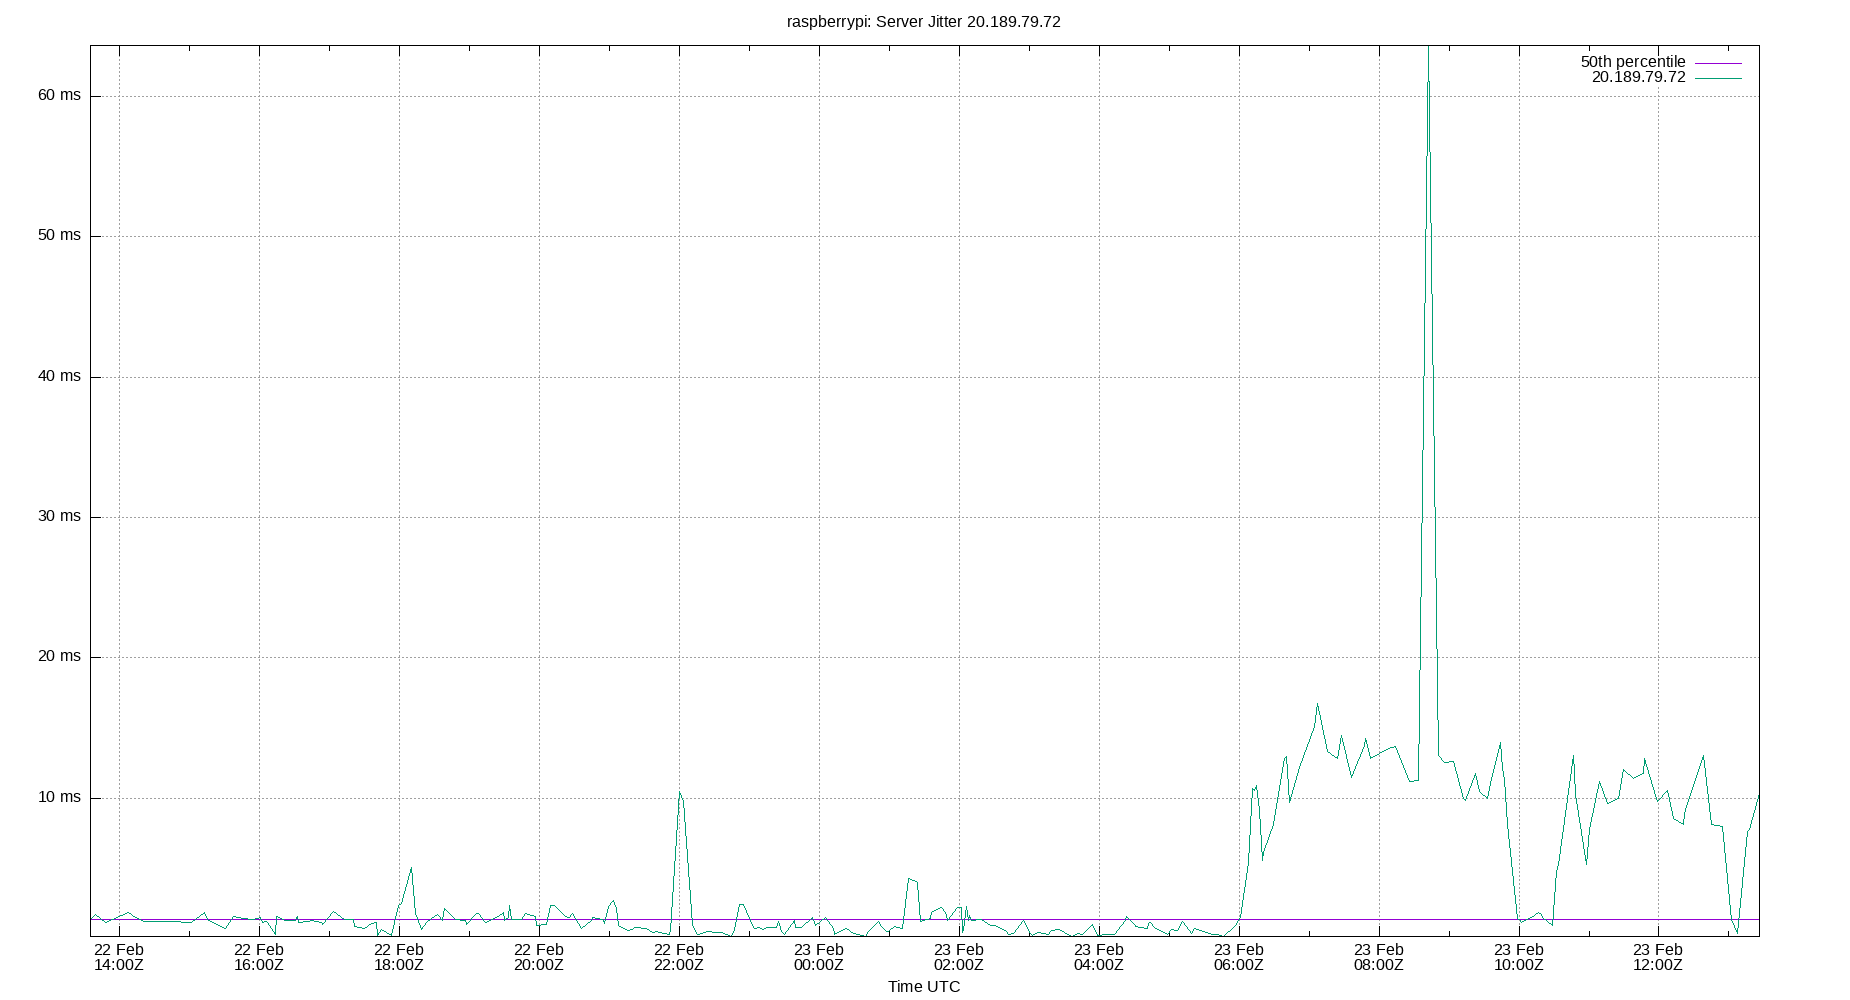 raspberrypi: Server Jitter 20.189.79.72
50th percentile
20.189.79.72
60 ms
50 ms
40 ms
30 ms
20 ms
10 ms
22 Feb 22 Feb 22 Feb 22 Feb 22 Feb 23 Feb 23 Feb 23 Feb 23 Feb 23 Feb 23 Feb 23 Feb
14:00Z 16:00Z 18:00Z 20:00Z 22:00Z 00:00Z 02:00Z 04:00Z 06:00Z 08:00Z 10:00Z 12:00Z
Time UTC